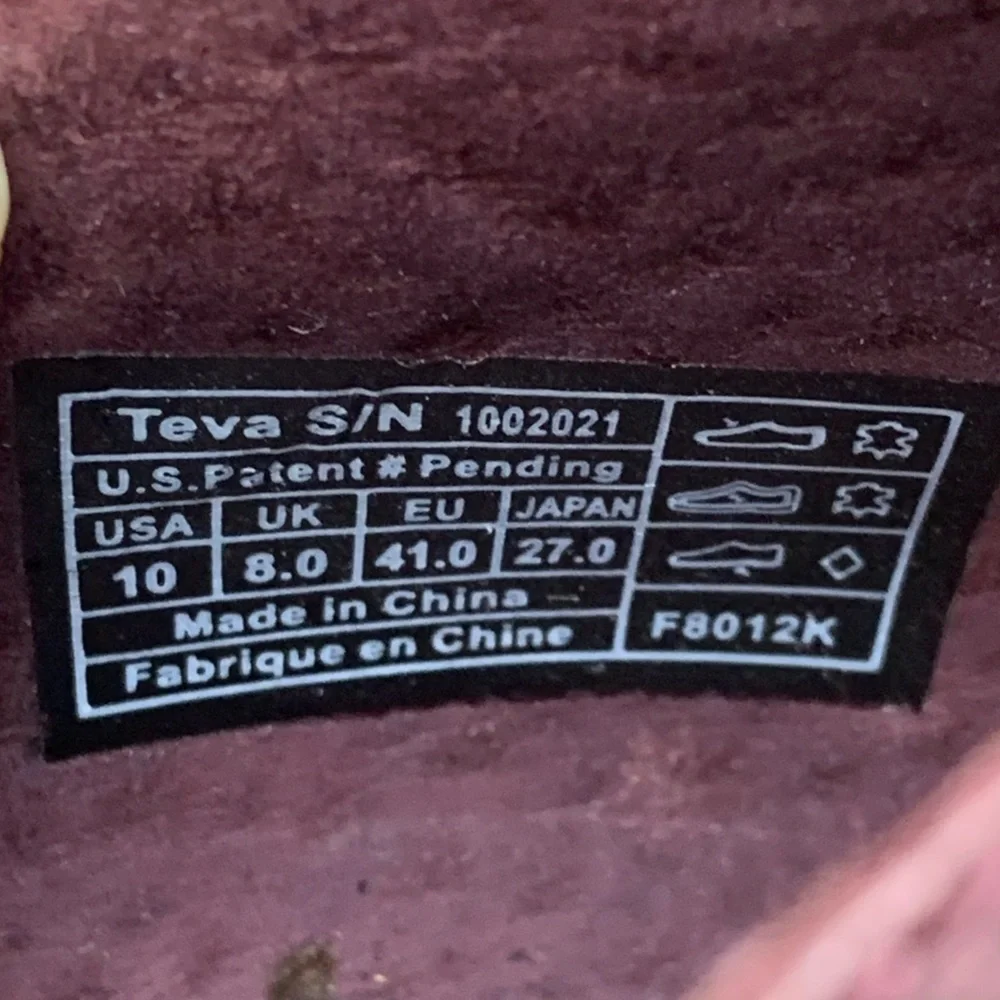 Teva S/N 1002021
U.S. Patent # Pending
USA UK EU JAPAN
10 8.0 41.0 27.0
Made in China
Fabrique en Chine
F8012K